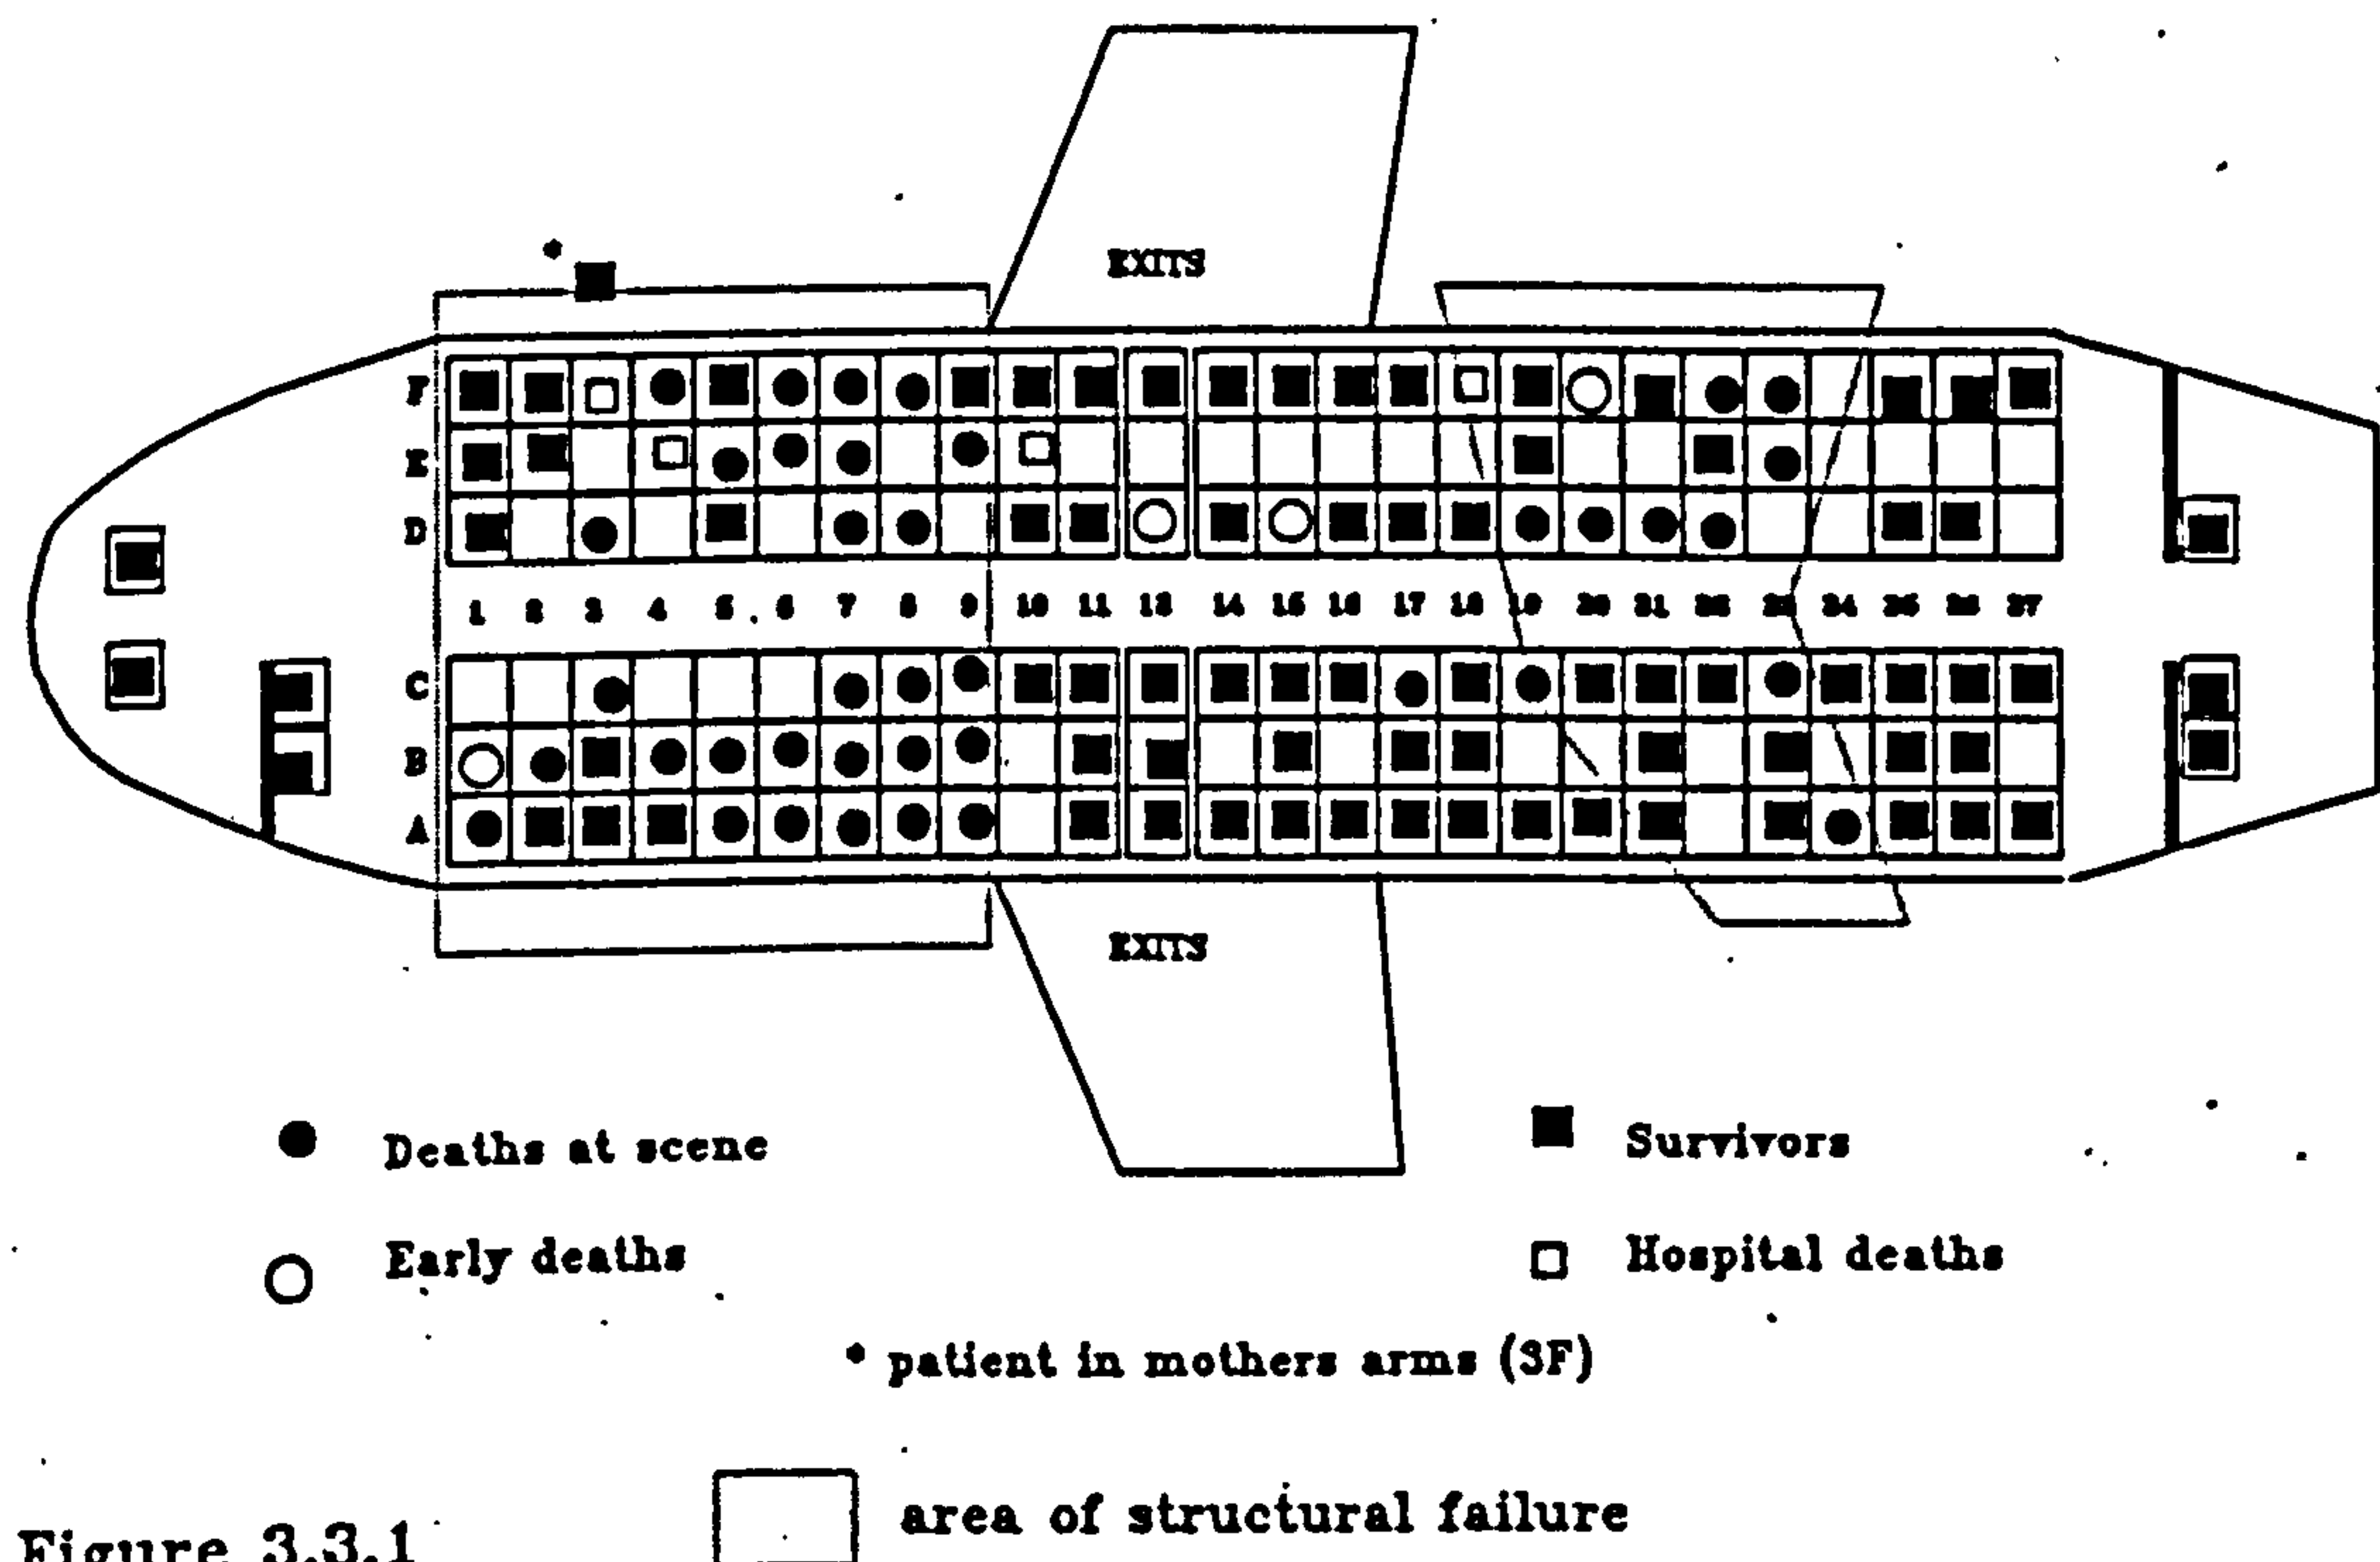 EXITS
F
E
D
1 2 3 4 5 6 7 8 9 10 11 12 14 15 16 17 18 19 20 21 22 23 24 25 26 27
C
B
A
EXITS
Deaths at scene
Survivors
Early deaths
Hospital deaths
* patient in mothers arms (3F)
area of structural failure
Figure 3.3.1